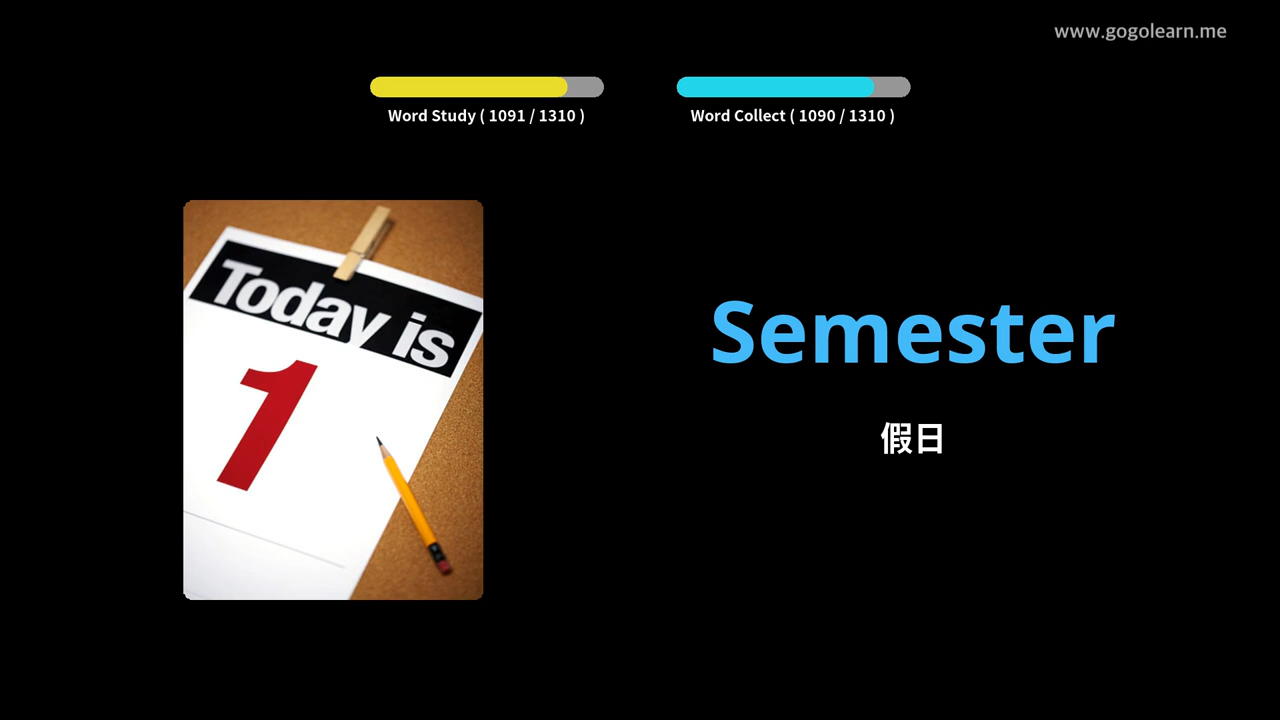 www.gogolearn.me
Word Study ( 1091 / 1310 )
Word Collect ( 1090 / 1310 )
Today is
1
Semester
假日